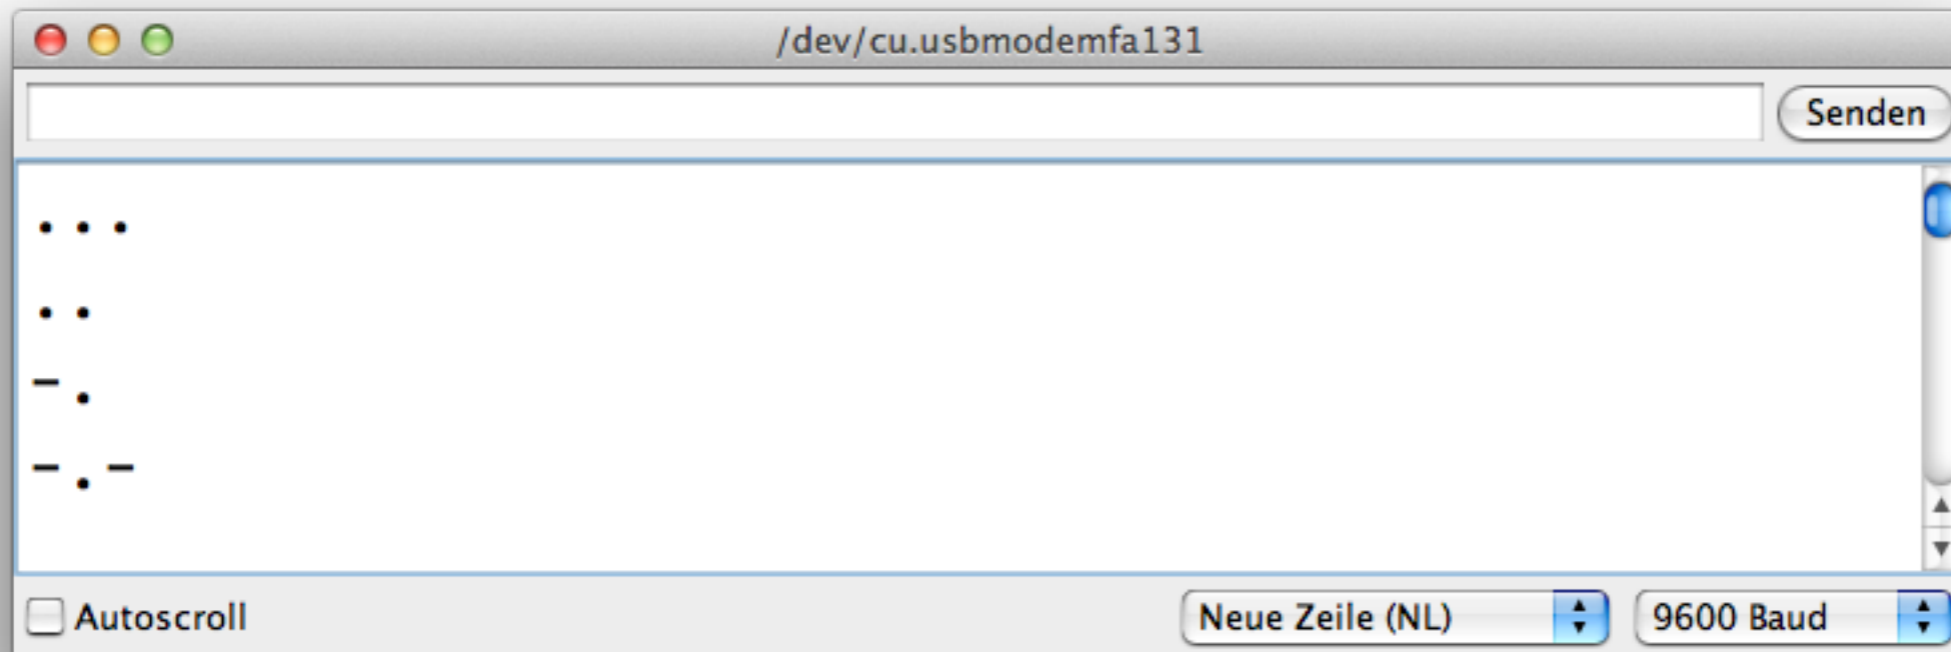 /dev/cu.usbmodemfa131
Senden
...
..
-.
-.-
Autoscroll
Neue Zeile (NL)
9600 Baud